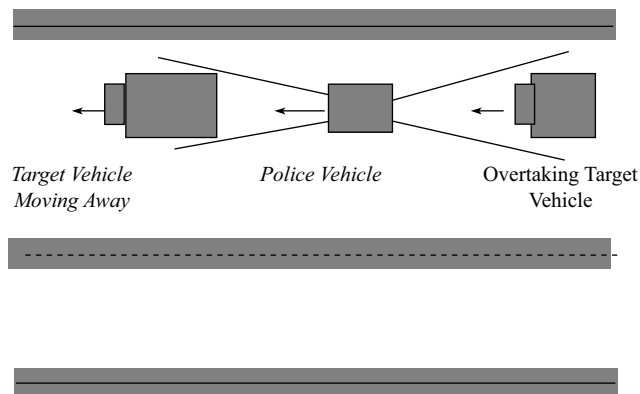 Target Vehicle
Moving Away
Police Vehicle
Overtaking Target
Vehicle